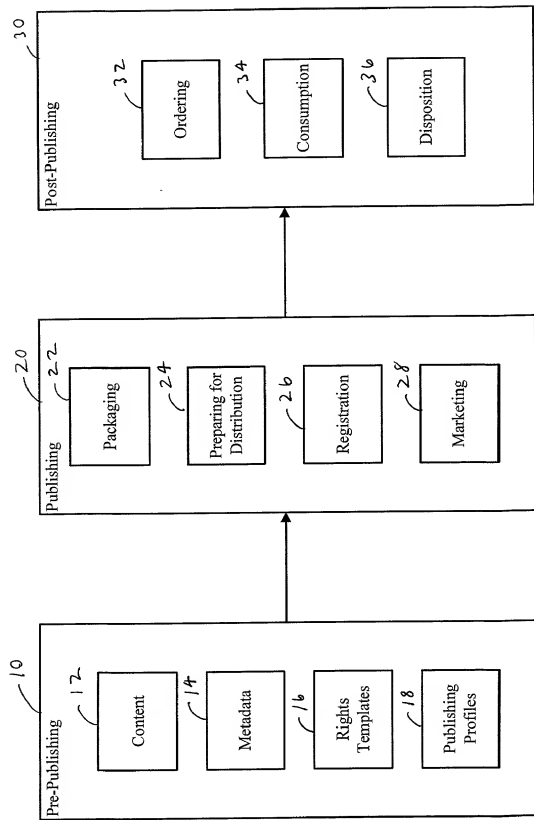 10
Pre-Publishing
12
Content
14
Metadata
16
Rights
Templates
18
Publishing
Profiles
20
Publishing
22
Packaging
24
Preparing for
Distribution
26
Registration
28
Marketing
30
Post-Publishing
32
Ordering
34
Consumption
36
Disposition